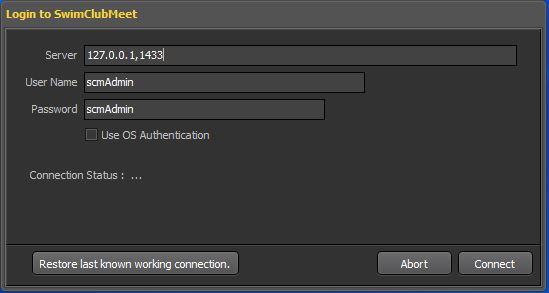 Login to SwimClubMeet
Server 127.0.0.1,1433
User Name scmAdmin
Password scmAdmin
Use OS Authentication
Connection Status : ...
Restore last known working connection. Abort Connect